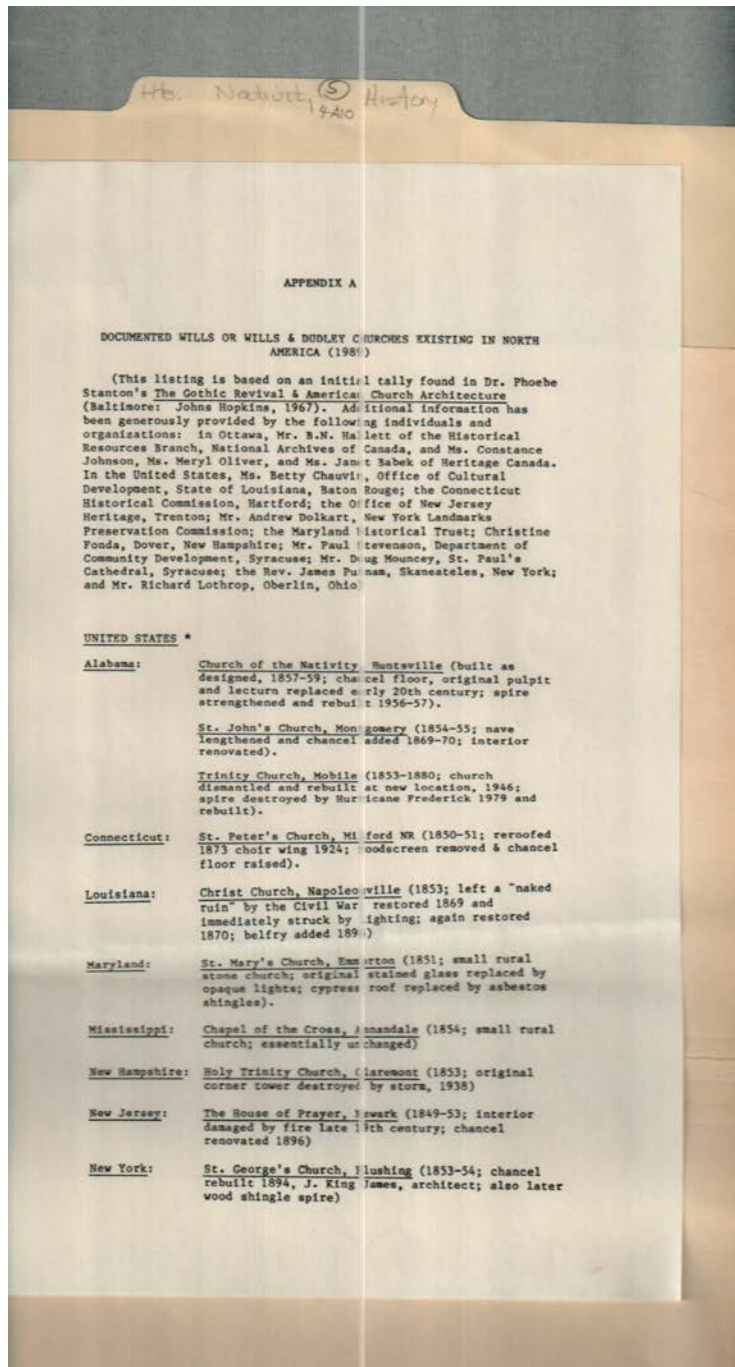 Hb. Nativity History
5
APPENDIX A
DOCUMENTED WILLS OR WILLS & DUDLEY CHURCHES EXISTING IN NORTH
AMERICA
(This listing is based on an initial tally found in Dr. Phoebe
Stanton's The Gothic Revival & American Church Architecture
(Baltimore: Johns Hopkins, 1967). Additional information has
been generously provided by the following individuals and
organizations: in Ottawa, Mr. B.N. Hallett of the Historical
Resources Branch, National Archives of Canada, and Ms. Constance
Johnson, Ms. Meryl Oliver, and Ms. Janet Babek of Heritage Canada.
In the United States, Ms. Betty Chauvin, Office of Cultural
Development, State of Louisiana, Baton Rouge; the Connecticut
Historical Commission, Hartford; the Office of New Jersey
Heritage, Trenton; Mr. Andrew Dolkart, New York Landmarks
Preservation Commission; the Maryland Historical Trust; Christine
Fonda, Dover, New Hampshire; Mr. Paul Stevenson, Department of
Community Development, Syracuse; Mr. Doug Mouncey, St. Paul's
Cathedral, Syracuse; the Rev. James Putnam, Skaneateles, New York;
and Mr. Richard Lothrop, Oberlin, Ohio)
UNITED STATES *
Alabama: Church of the Nativity, Huntsville (built as
designed, 1857-59; chancel floor, original pulpit
and lecturn replaced early 20th century; spire
strengthened and rebuilt 1956-57).
St. John's Church, Montgomery (1854-55; nave
lengthened and chancel added 1869-70; interior
renovated).
Trinity Church, Mobile (1853-1880; church
dismantled and rebuilt at new location, 1946;
spire destroyed by Hurricane Frederick 1979 and
rebuilt).
Connecticut: St. Peter's Church, Milford NR (1850-51; reroofed
1873 choir wing 1924; roodscreen removed & chancel
floor raised).
Louisiana: Christ Church, Napoleonville (1853; left a "naked
ruin" by the Civil War restored 1869 and
immediately struck by lighting; again restored
1870; belfry added
Maryland: St. Mary's Church, Emmorton (1851; small rural
stone church; original stained glass replaced by
opaque lights; cypress roof replaced by asbestos
shingles).
Mississippi: Chapel of the Cross, Annandale (1854; small rural
church; essentially unchanged)
New Hampshire: Holy Trinity Church, Claremont (1853; original
corner tower destroyed by storm, 1938)
New Jersey: The House of Prayer, Newark (1849-53; interior
damaged by fire late 19th century; chancel
renovated 1896)
New York: St. George's Church, Flushing (1853-54; chancel
rebuilt 1894, J. King James, architect; also later
wood shingle spire)